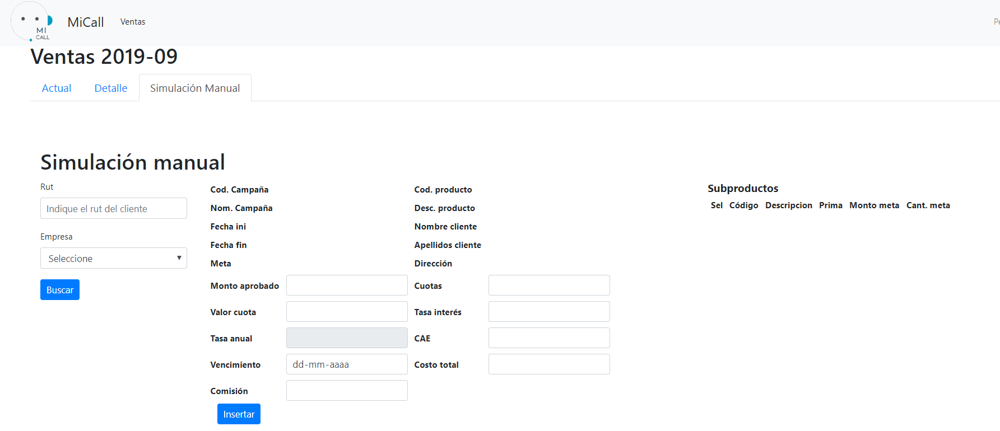 MI
CALL
MiCall
Ventas
Ventas 2019-09
Actual
Detalle
Simulación Manual
Simulación manual
Rut
Indique el rut del cliente
Empresa
Seleccione
Buscar
Cod. Campaña
Cod. producto
Nom. Campaña
Desc. producto
Fecha ini
Nombre cliente
Fecha fin
Apellidos cliente
Meta
Dirección
Monto aprobado
Cuotas
Valor cuota
Tasa interés
Tasa anual
CAE
Vencimiento
dd-mm-aaaa
Costo total
Comisión
Insertar
Subproductos
Sel Código Descripcion Prima Monto meta Cant. meta